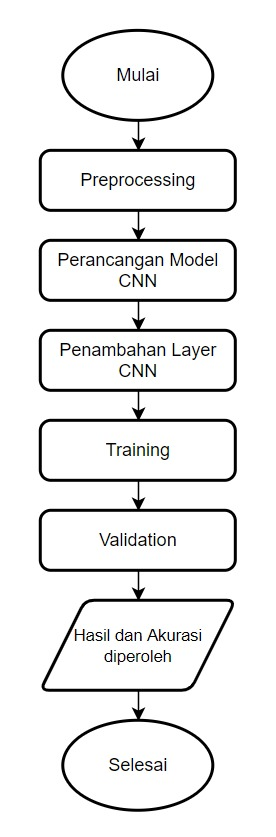 Mulai
Preprocessing
Perancangan Model
CNN
Penambahan Layer
CNN
Training
Validation
Hasil dan Akurasi
diperoleh
Selesai